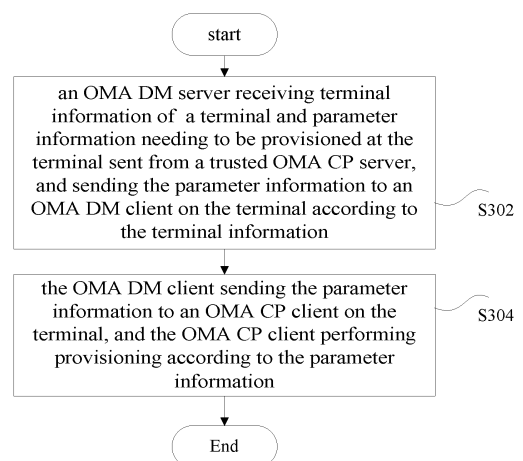 start
an OMA DM server receiving terminal
information of a terminal and parameter
information needing to be provisioned at the
terminal sent from a trusted OMA CP server,
and sending the parameter information to an
OMA DM client on the terminal according to
the terminal information
S302
the OMA DM client sending the parameter
information to an OMA CP client on the
terminal, and the OMA CP client performing
provisioning according to the parameter
information
S304
End